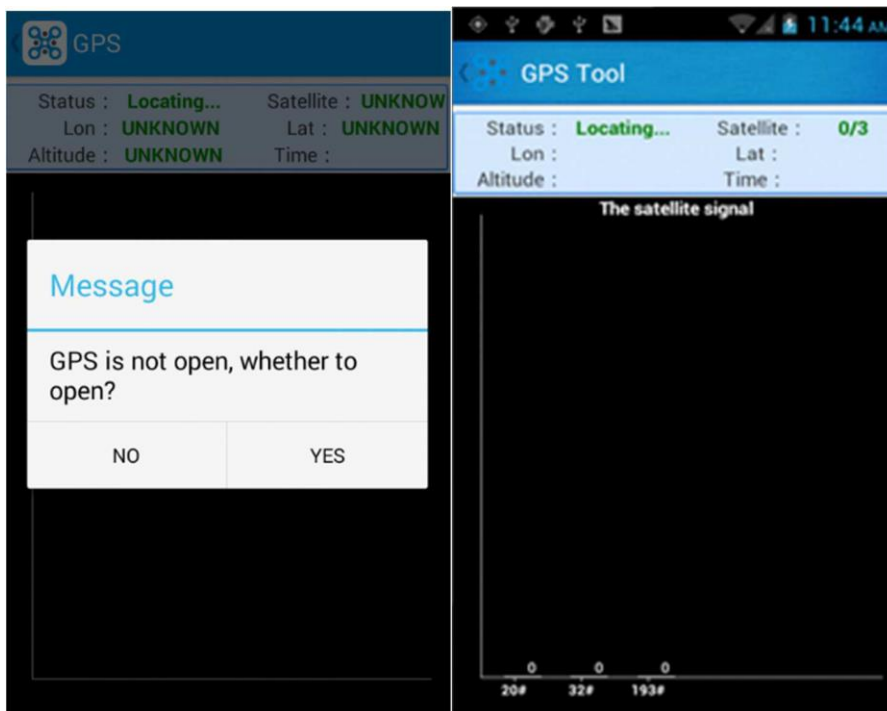 GPS
Status : Locating... Satellite : UNKNOW
Lon : UNKNOWN Lat : UNKNOWN
Altitude : UNKNOWN Time :
Message
GPS is not open, whether to
open?
NO YES
11:44 AM
GPS Tool
Status : Locating... Satellite : 0/3
Lon : Lat :
Altitude : Time :
The satellite signal
0 0 0
20# 32# 193#